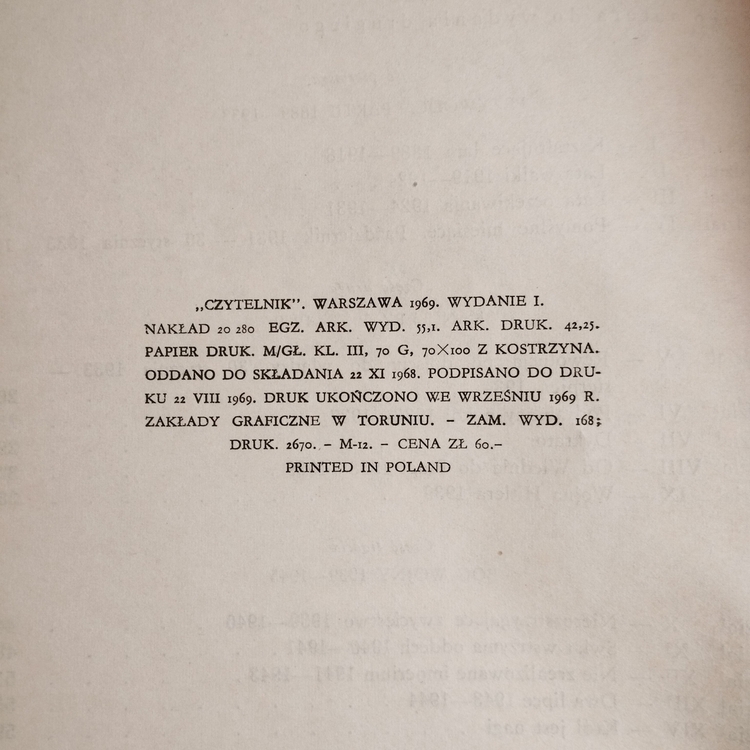 „CZYTELNIK”. WARSZAWA 1969. WYDANIE I.
NAKŁAD 20 280 EGZ. ARK. WYD. 55,1. ARK. DRUK. 42,25.
PAPIER DRUK. M/GŁ. KL. III, 70 G, 70×100 Z KOSTRZYNA.
ODDANO DO SKŁADANIA 22 XI 1968. PODPISANO DO DRU-
KU 22 VIII 1969. DRUK UKOŃCZONO WE WRZEŚNIU 1969 R.
ZAKŁADY GRAFICZNE W TORUNIU. – ZAM. WYD. 168;
DRUK. 2670. – M-12. – CENA ZŁ 60.–
PRINTED IN POLAND